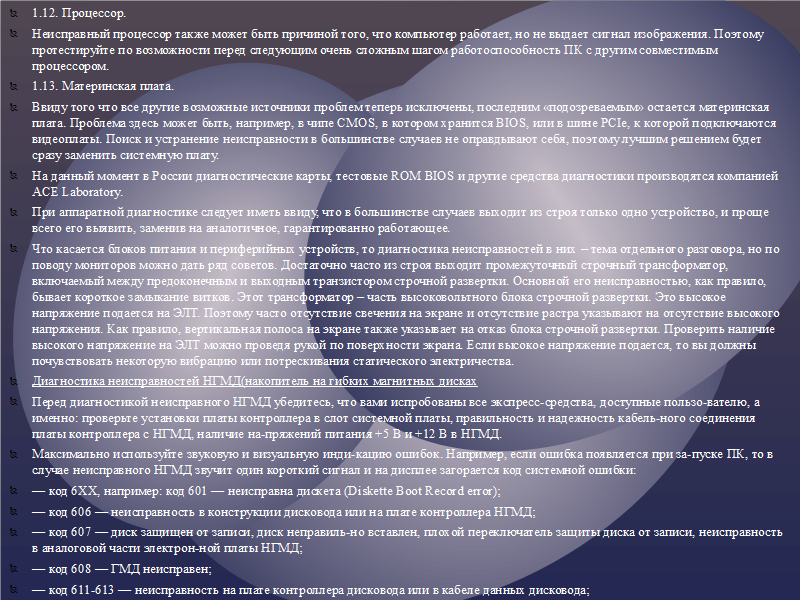 1.12. Процессор.
Неисправный процессор также может быть причиной того, что компьютер работает, но не выдает сигнал изображения. Поэтому
протестируйте по возможности перед следующим очень сложным шагом работоспособность ПК с другим совместимым
процессором.
1.13. Материнская плата.
Ввиду того что все другие возможные источники проблем теперь исключены, последним «подозреваемым» остается материнская
плата. Проблема здесь может быть, например, в чипе CMOS, в котором хранится BIOS, или в шине PCIe, к которой подключаются
видеоплаты. Поиск и устранение неисправности в большинстве случаев не оправдывают себя, поэтому лучшим решением будет
сразу заменить системную плату.
На данный момент в России диагностические карты, тестовые ROM BIOS и другие средства диагностики производятся компанией
ACE Laboratory.
При аппаратной диагностике следует иметь ввиду, что в большинстве случаев выходит из строя только одно устройство, и проще
всего его выявить, заменив на аналогичное, гарантированно работающее.
Что касается блоков питания и периферийных устройств, то диагностика неисправностей в них – тема отдельного разговора, но по
поводу мониторов можно дать ряд советов. Достаточно часто из строя выходит промежуточный строчный трансформатор,
включаемый между предоконечным и выходным транзистором строчной развертки. Основной его неисправностью, как правило,
бывает короткое замыкание витков. Этот трансформатор – часть высоковольтного блока строчной развертки. Это высокое
напряжение подается на ЭЛТ. Поэтому часто отсутствие свечения на экране и отсутствие растра указывают на отсутствие высокого
напряжения. Как правило, вертикальная полоса на экране также указывает на отказ блока строчной развертки. Проверить наличие
высокого напряжение на ЭЛТ можно проведя рукой по поверхности экрана. Если высокое напряжение подается, то вы должны
почувствовать некоторую вибрацию или потрескивания статического электричества.
Диагностика неисправностей НГМД(накопитель на гибких магнитных дисках
Перед диагностикой неисправного НГМД убедитесь, что вами испробованы все экспресс-средства, доступные пользо-вателю, а
именно: проверьте установки платы контроллера в слот системной платы, правильность и надежность кабель-ного соединения
платы контроллера с НГМД, наличие на-пряжений питания +5 В и +12 В в НГМД.
Максимально используйте звуковую и визуальную инди-кацию ошибок. Например, если ошибка появляется при за-пуске ПК, то в
случае неисправного НГМД звучит один короткий сигнал и на дисплее загорается код системной ошибки:
— код 6XX, например: код 601 — неисправна дискета (Diskette Boot Record error);
— код 606 — неисправность в конструкции дисковода или на плате контроллера НГМД;
— код 607 — диск защищен от записи, диск неправиль-но вставлен, плохой переключатель защиты диска от записи, неисправность
в аналоговой части электрон-ной платы НГМД;
— код 608 — ГМД неисправен;
— код 611-613 — неисправность на плате контроллера дисковода или в кабеле данных дисковода;